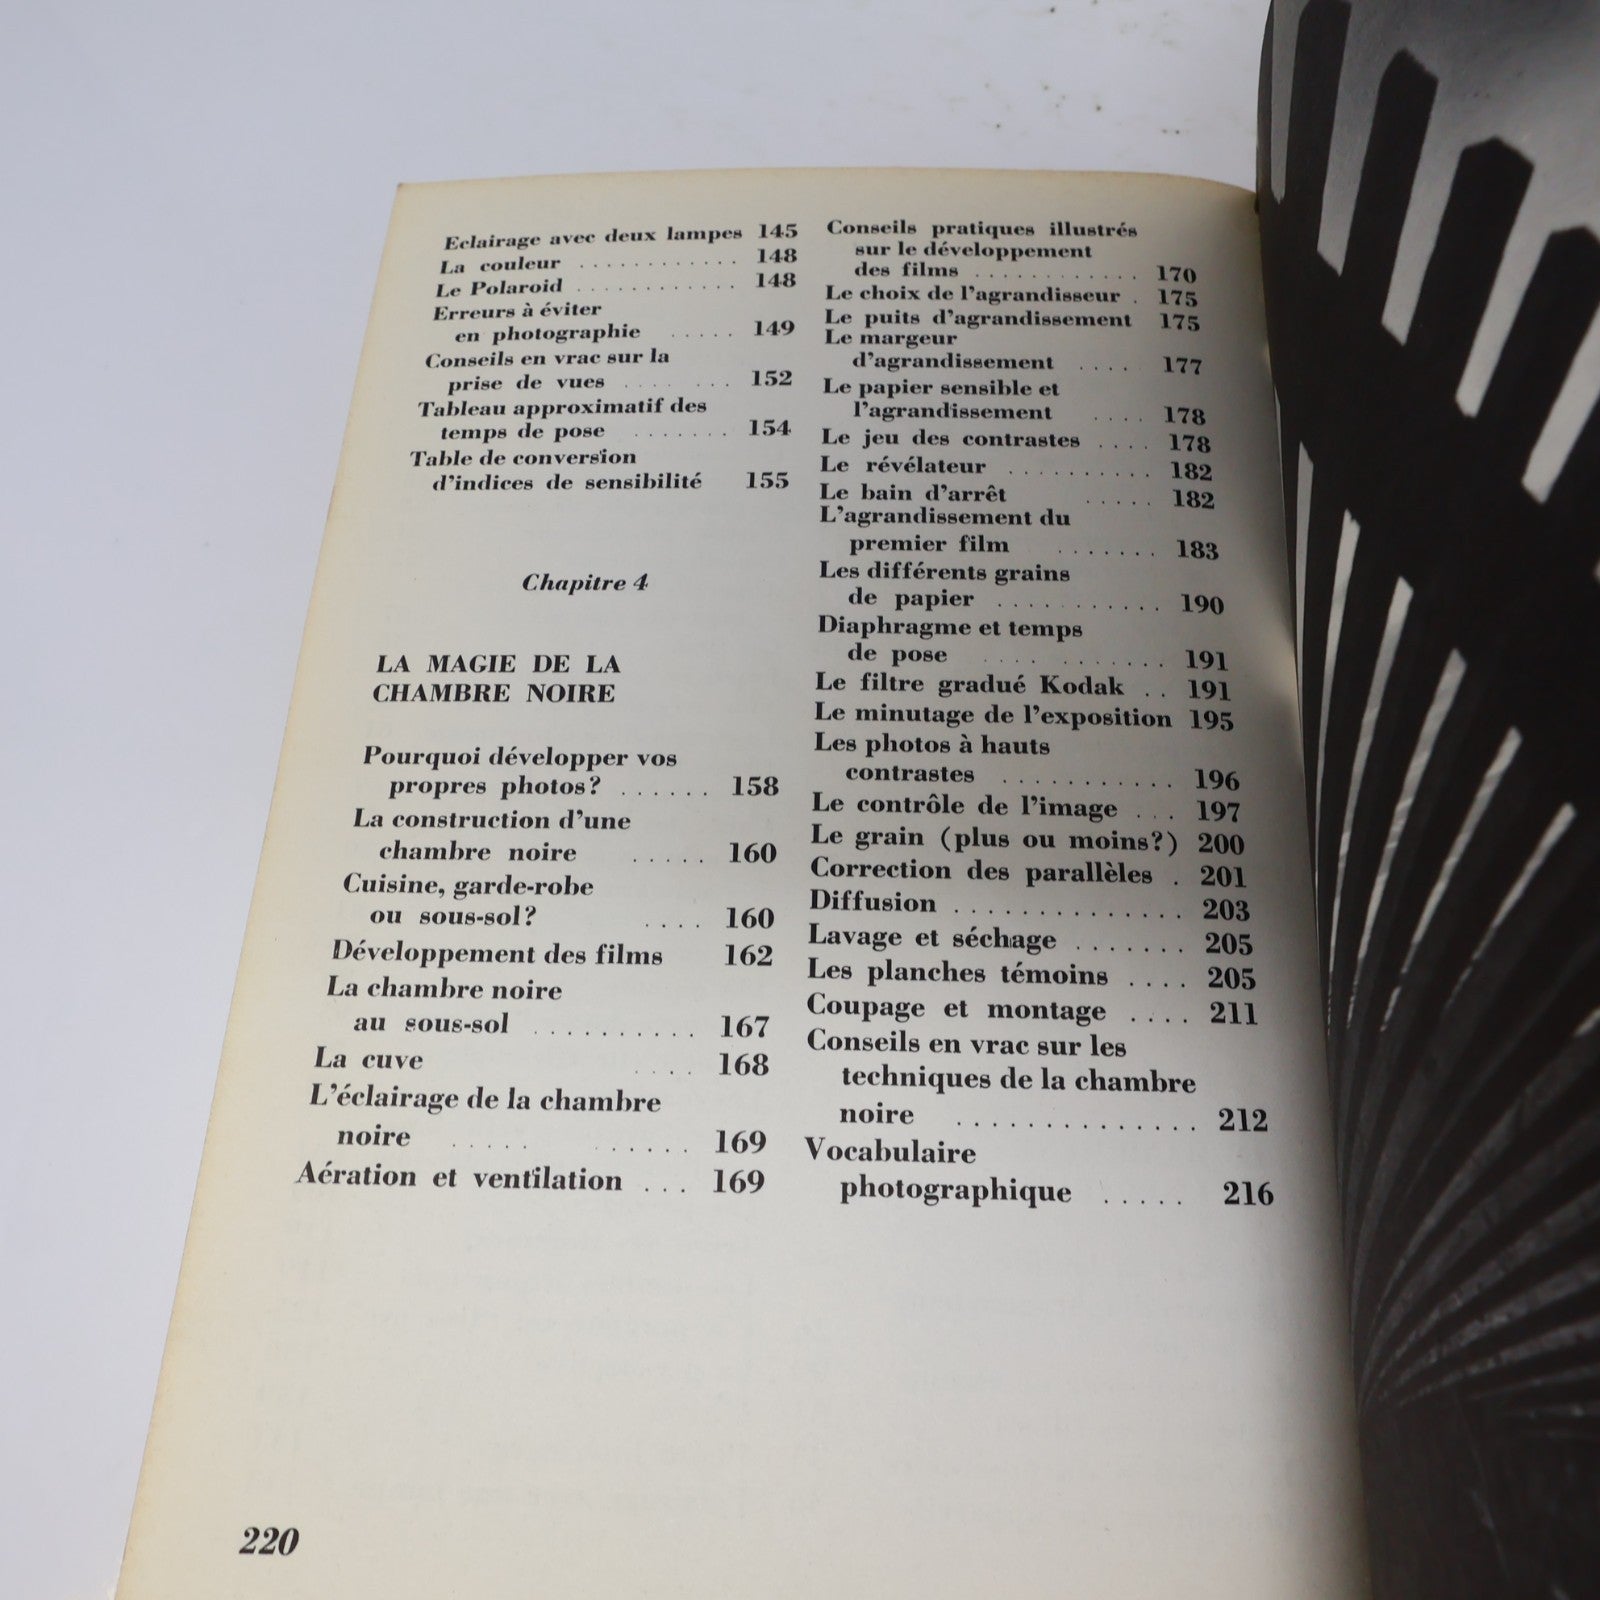 Eclairage avec deux lampes 145
La couleur ............ 148
Le Polaroid ............ 148
Erreurs à éviter
en photographie ..... 149
Conseils en vrac sur la
prise de vues .... ... 152
Tableau approximatif des
temps de pose ....... 154
Table de conversion
d'indices de sensibilité 155
Chapitre 4
LA MAGIE DE LA
CHAMBRE NOIRE
Pourquoi développer vos
propres photos? ...... 158
La construction d'une
chambre noire ..... 160
Cuisine, garde-robe
ou sous-sol? .... 160
Développement des films 162
La chambre noire
au sous-sol .......... 167
La cuve .... 168
L'éclairage de la chambre
noire ..... ...... 169
Aération et ventilation ... 169
Conseils pratiques illustrés
sur le développement
des films ............ 170
Le choix de l'agrandisseur . 175
Le puits d'agrandissement 175
Le margeur
d'agrandissement .... 177
Le papier sensible et
l'agrandissement .... 178
Le jeu des contrastes .... 178
Le révélateur .......... 182
Le bain d'arrêt ..... 182
L'agrandissement du
premier film ....... 183
Les différents grains
de papier ........... 190
Diaphragme et temps
de pose .... ....... 191
Le filtre gradué Kodak .. 191
Le minutage de l'exposition 195
Les photos à hauts
contrastes ........... 196
Le contrôle de l'image ... 197
Le grain (plus ou moins?) 200
Correction des parallèles . 201
Diffusion .............. 203
Lavage et séchage ....... 205
Les planches témoins .... 205
Coupage et montage .... 211
Conseils en vrac sur les
techniques de la chambre
noire .............. 212
Vocabulaire
photographique ..... 216
220